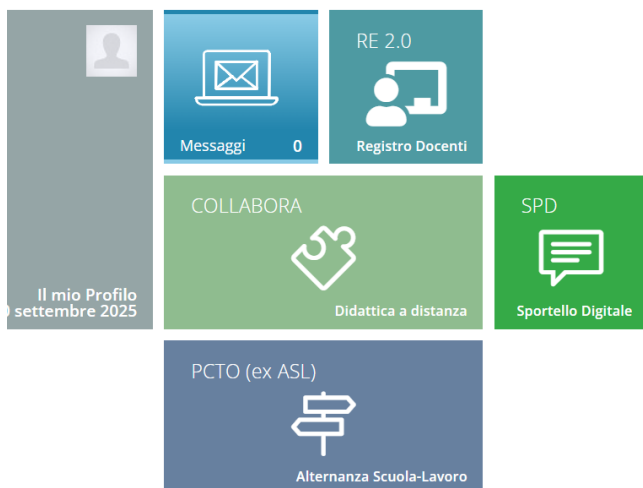 Il mio Profilo
settembre 2025
Messaggi 0
RE 2.0
Registro Docenti
COLLABORA
Didattica a distanza
SPD
Sportello Digitale
PCTO (ex ASL)
Alternanza Scuola-Lavoro